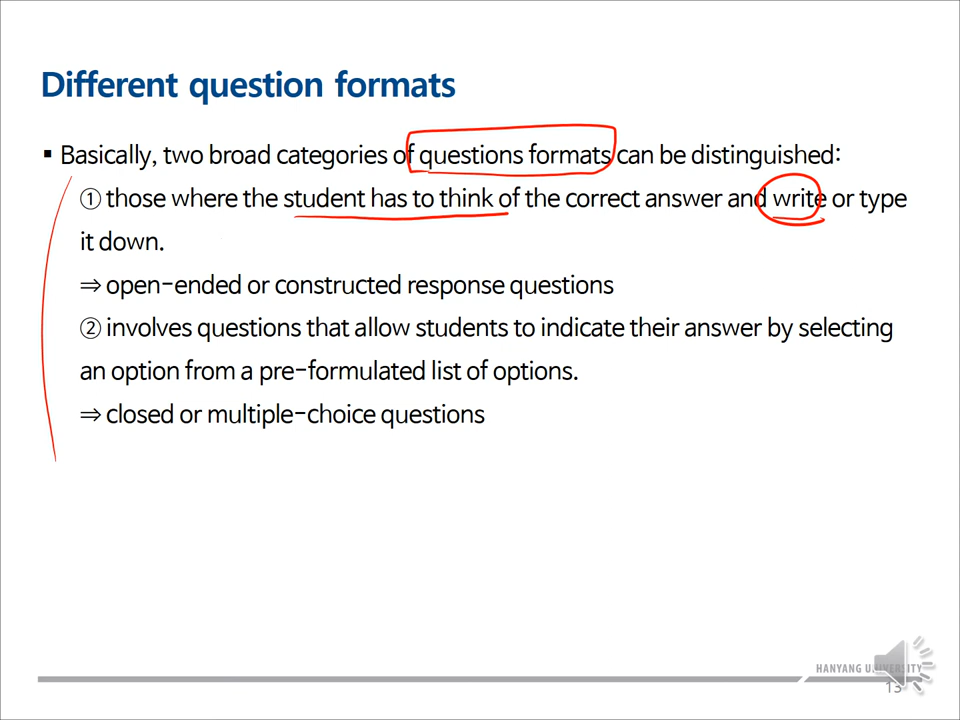 Different question formats
▪ Basically, two broad categories of questions formats can be distinguished:
① those where the student has to think of the correct answer and write or type
it down.
⇒ open-ended or constructed response questions
② involves questions that allow students to indicate their answer by selecting
an option from a pre-formulated list of options.
⇒ closed or multiple-choice questions
HANYANG UNIVERSITY
13